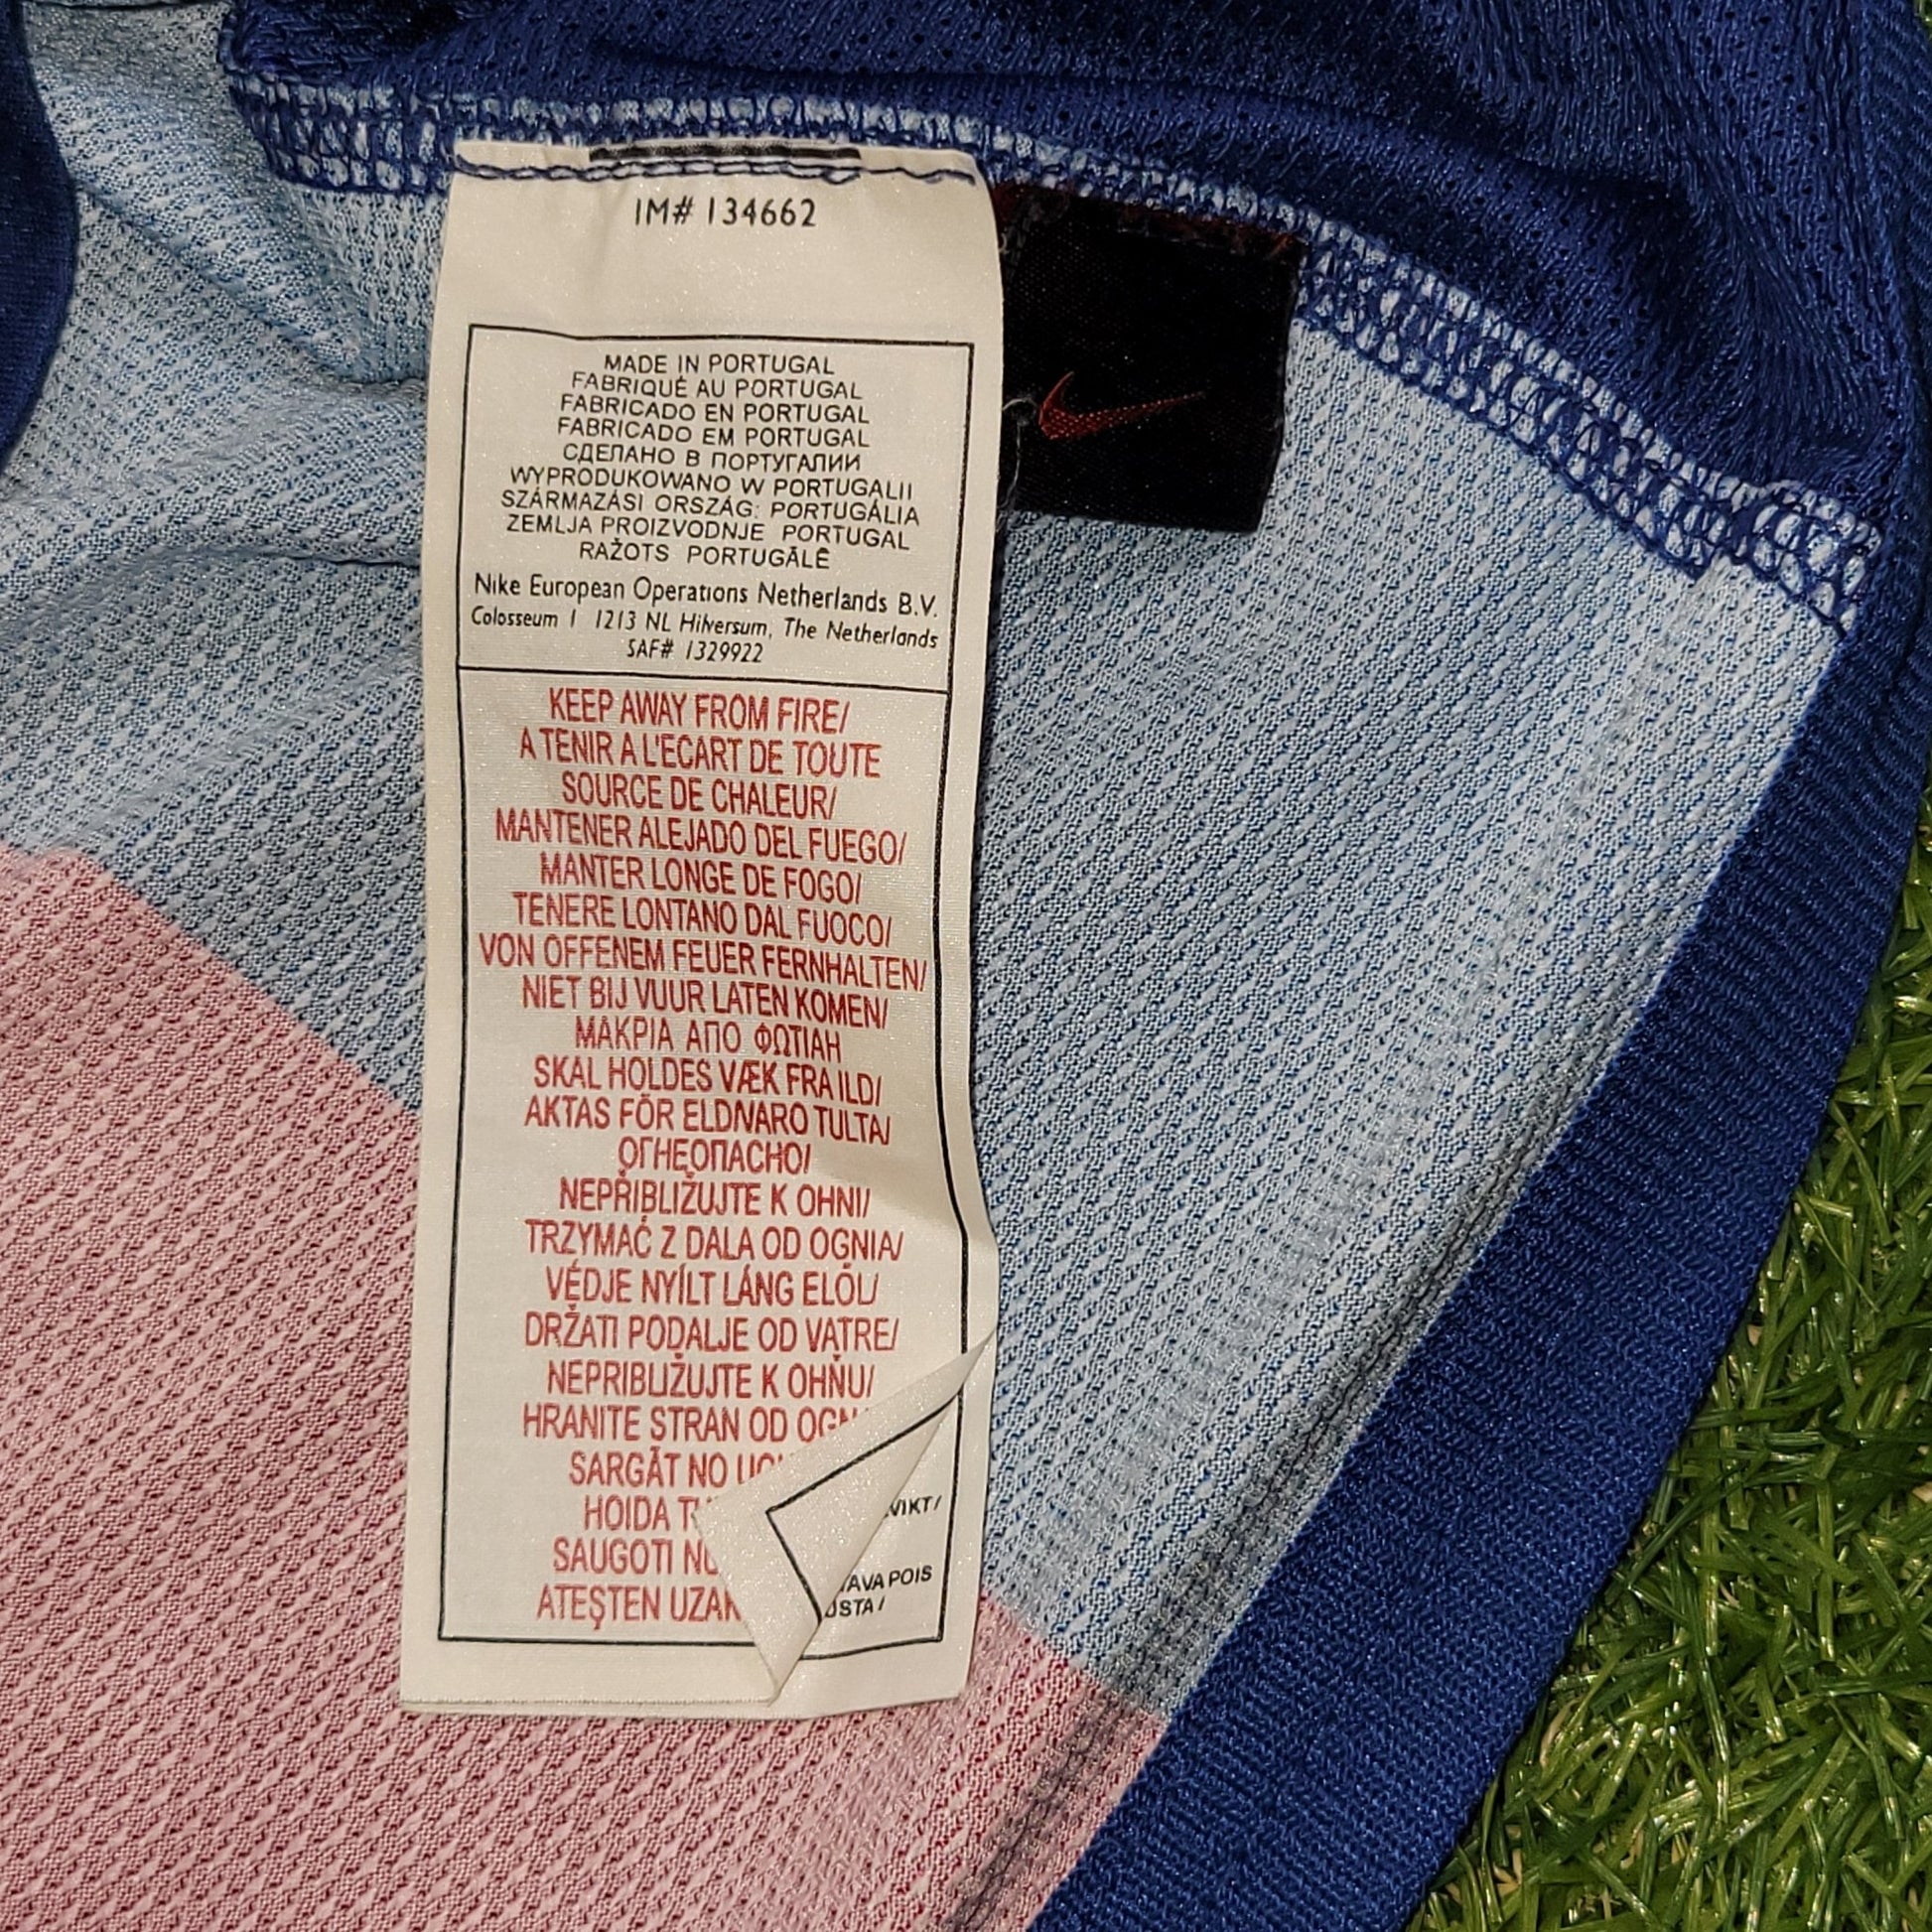 IM# 134662
MADE IN PORTUGAL
FABRIQUÉ AU PORTUGAL
FABRICADO EN PORTUGAL
FABRICADO EM PORTUGAL
СДЕЛАНО В ПОРТУГАЛИИ
WYPRODUKOWANO W PORTUGALII
SZÁRMAZÁSI ORSZÁG: PORTUGÁLIA
ZEMLJA PROIZVODNJE PORTUGAL
RAŽOTS PORTUGĀLĒ
Nike European Operations Netherlands B.V.
Colosseum 1 1213 NL Hilversum, The Netherlands
SAF# 1329922
KEEP AWAY FROM FIRE/
A TENIR A L'ECART DE TOUTE
SOURCE DE CHALEUR/
MANTENER ALEJADO DEL FUEGO/
MANTER LONGE DE FOGO/
TENERE LONTANO DAL FUOCO/
VON OFFENEM FEUER FERNHALTEN/
NIET BIJ VUUR LATEN KOMEN/
ΜΑΚΡΙΑ ΑΠΟ ΦΩΤΙΑΗ
SKAL HOLDES VÆK FRA ILD/
AKTAS FÖR ELDNARO TULTA/
ОГНЕОПАСНО/
NEPŘIBLIŽUJTE K OHNI/
TRZYMAĆ Z DALA OD OGNIA/
VÉDJE NYÍLT LÁNG ELŐL/
DRŽATI PODALJE OD VATRE/
NEPRIBLIŽUJTE K OHŇU/
HRANITE STRAN OD
SARGĀT NO
HOIDA
SAUGOTI
ATEŞTEN
POIS